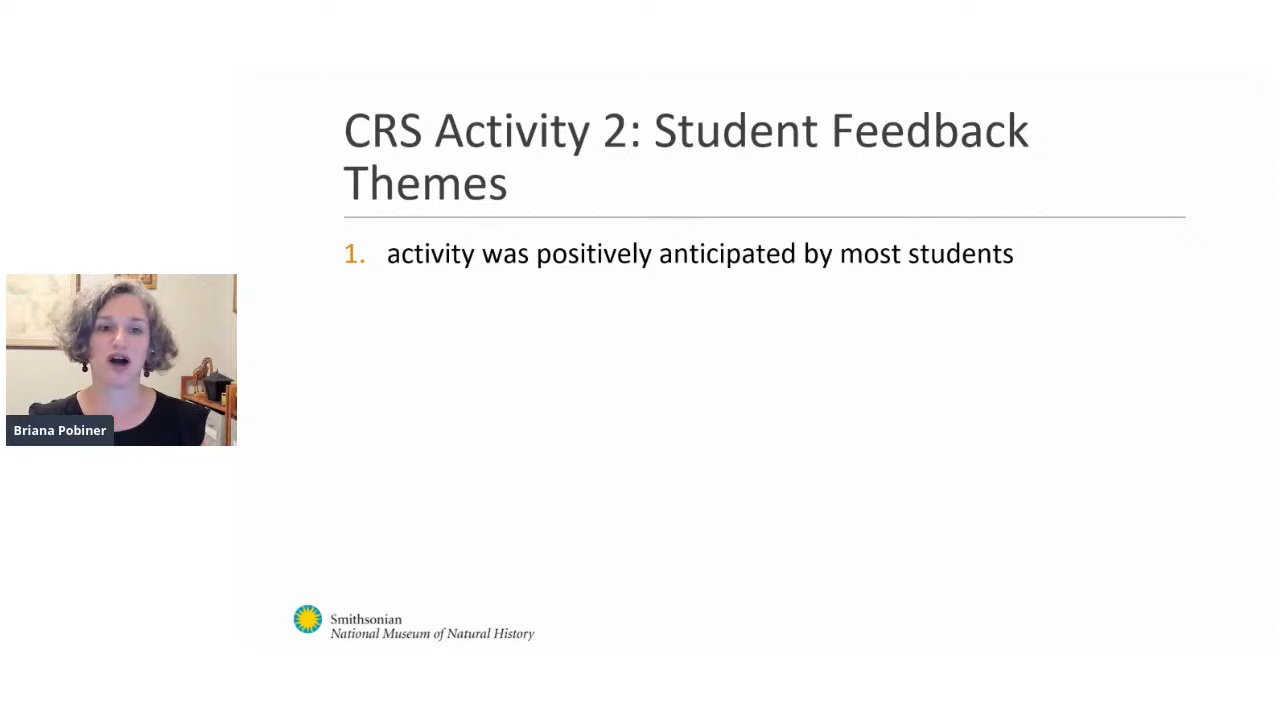 CRS Activity 2: Student Feedback
Themes
1. activity was positively anticipated by most students
Briana Pobiner
Smithsonian
National Museum of Natural History